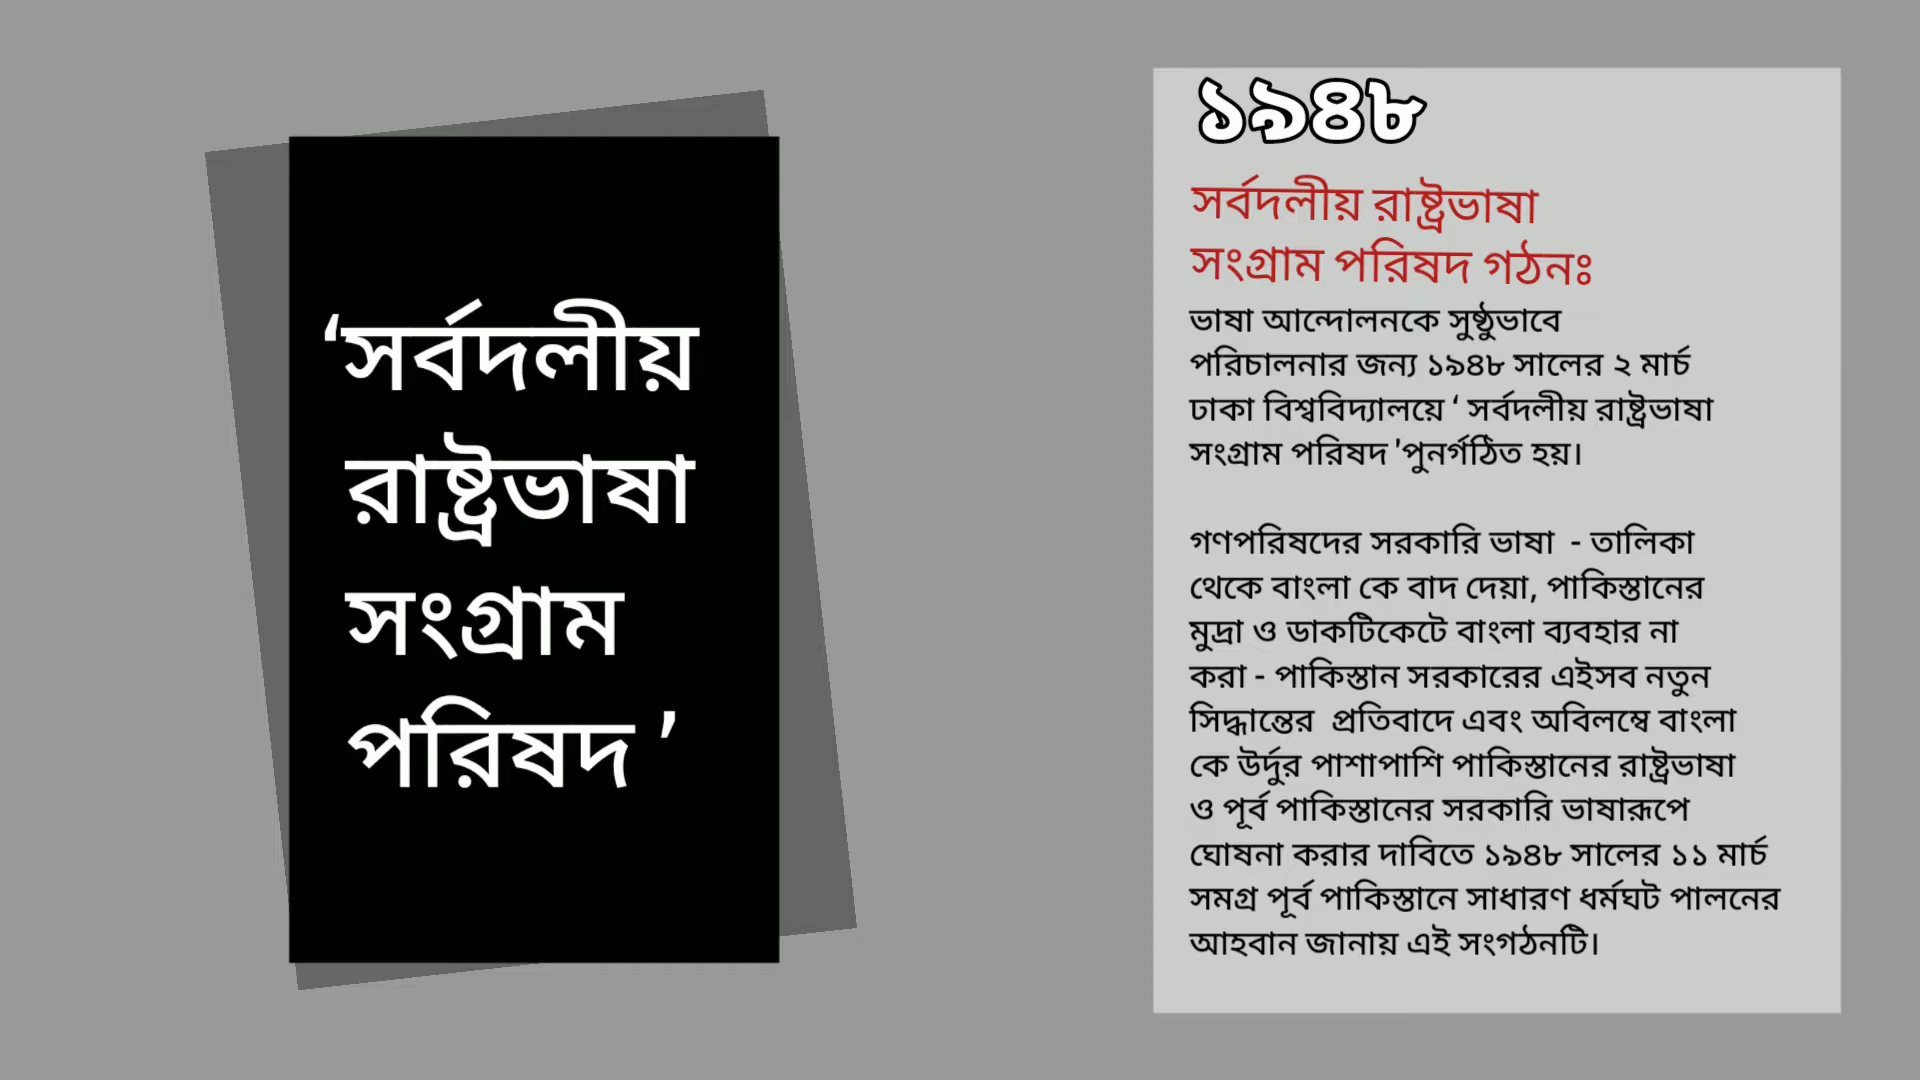 ‘সর্বদলীয়
রাষ্ট্রভাষা
সংগ্রাম
পরিষদ ’
১৯৪৮
সর্বদলীয় রাষ্ট্রভাষা
সংগ্রাম পরিষদ গঠনঃ
ভাষা আন্দোলনকে সুষ্ঠুভাবে
পরিচালনার জন্য ১৯৪৮ সালের ২ মার্চ
ঢাকা বিশ্ববিদ্যালয়ে ‘ সর্বদলীয় রাষ্ট্রভাষা
সংগ্রাম পরিষদ ’পুনর্গঠিত হয়।
গণপরিষদের সরকারি ভাষা - তালিকা
থেকে বাংলা কে বাদ দেয়া, পাকিস্তানের
মুদ্রা ও ডাকটিকেটে বাংলা ব্যবহার না
করা - পাকিস্তান সরকারের এইসব নতুন
সিদ্ধান্তের প্রতিবাদে এবং অবিলম্বে বাংলা
কে উর্দুর পাশাপাশি পাকিস্তানের রাষ্ট্রভাষা
ও পূর্ব পাকিস্তানের সরকারি ভাষারূপে
ঘোষনা করার দাবিতে ১৯৪৮ সালের ১১ মার্চ
সমগ্র পূর্ব পাকিস্তানে সাধারণ ধর্মঘট পালনের
আহবান জানায় এই সংগঠনটি।